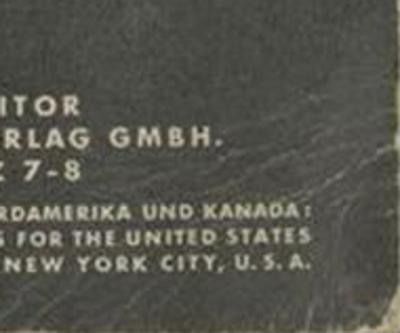 ITOR
RLAG GMBH.
Z 7-8
RDAMERIKA UND KANADA:
S FOR THE UNITED STATES
NEW YORK CITY, U.S.A.